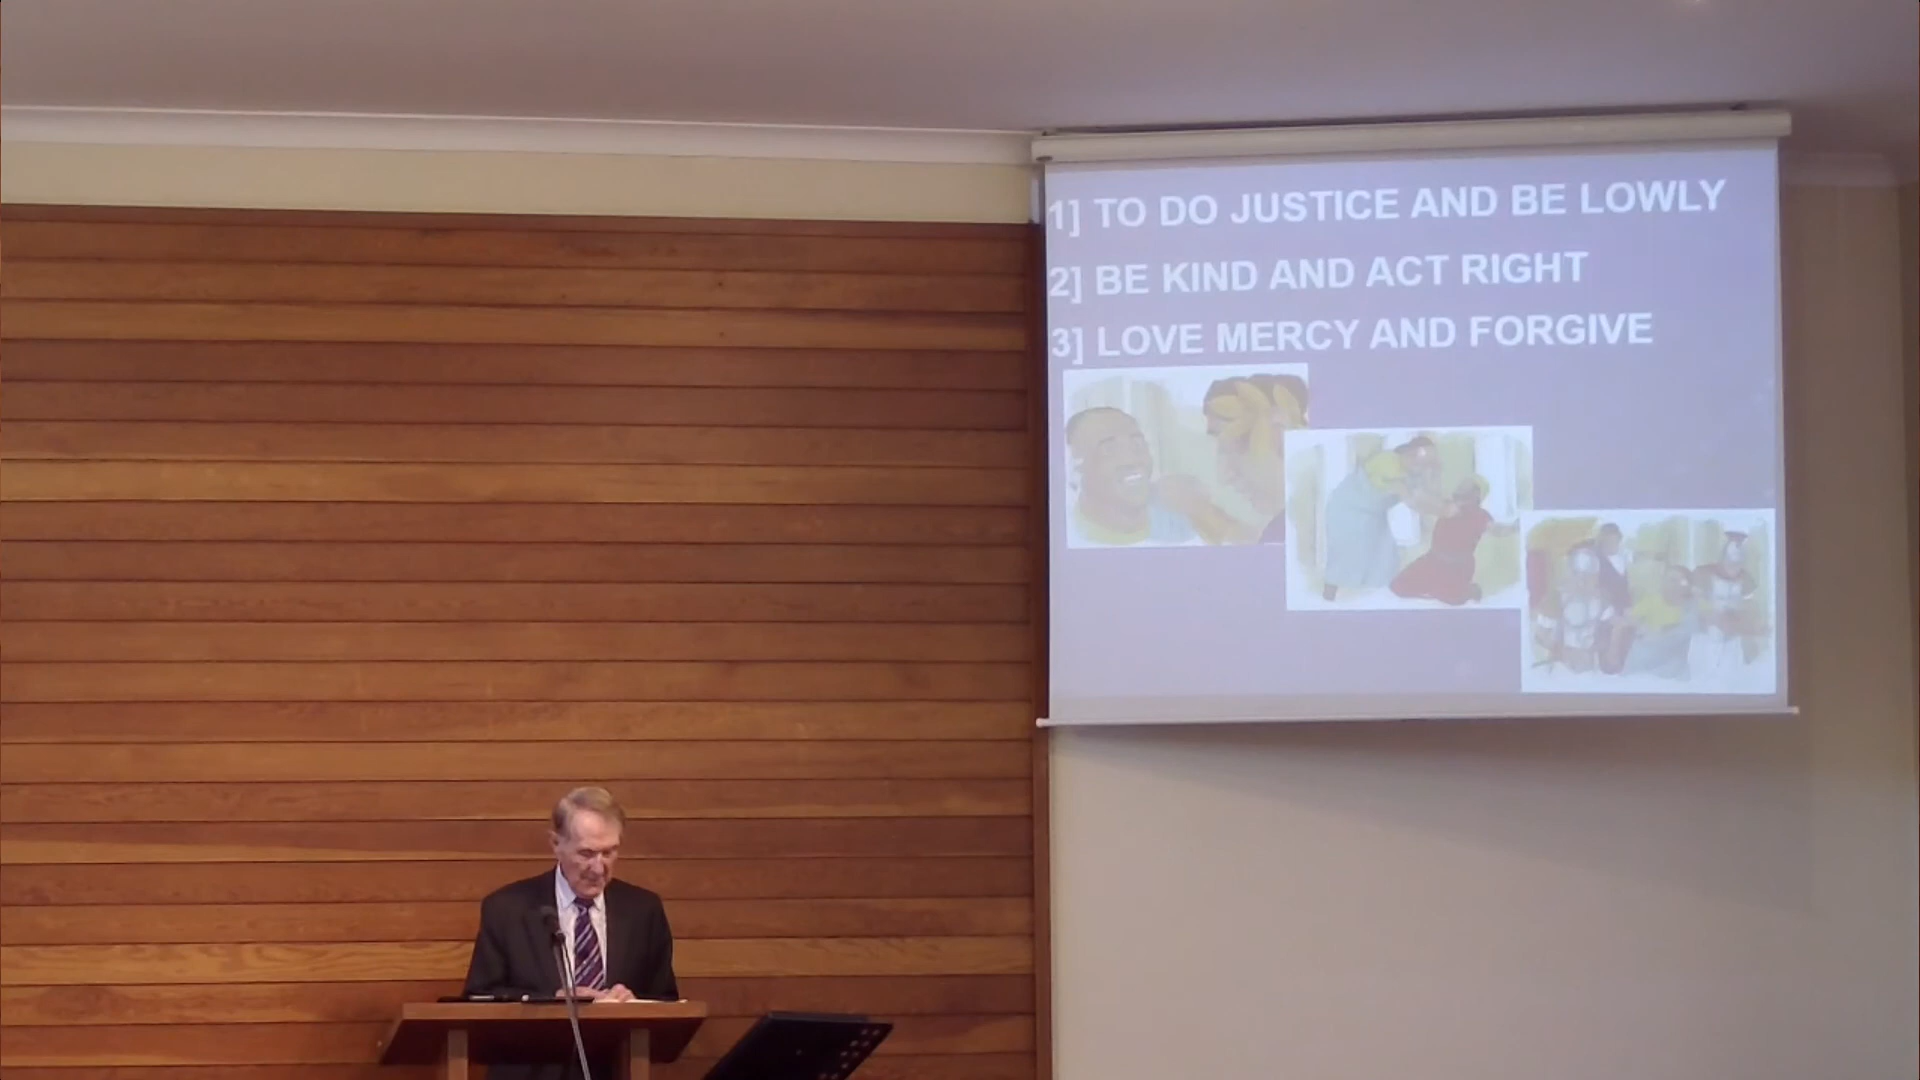 1] TO DO JUSTICE AND BE LOWLY
2] BE KIND AND ACT RIGHT
3] LOVE MERCY AND FORGIVE